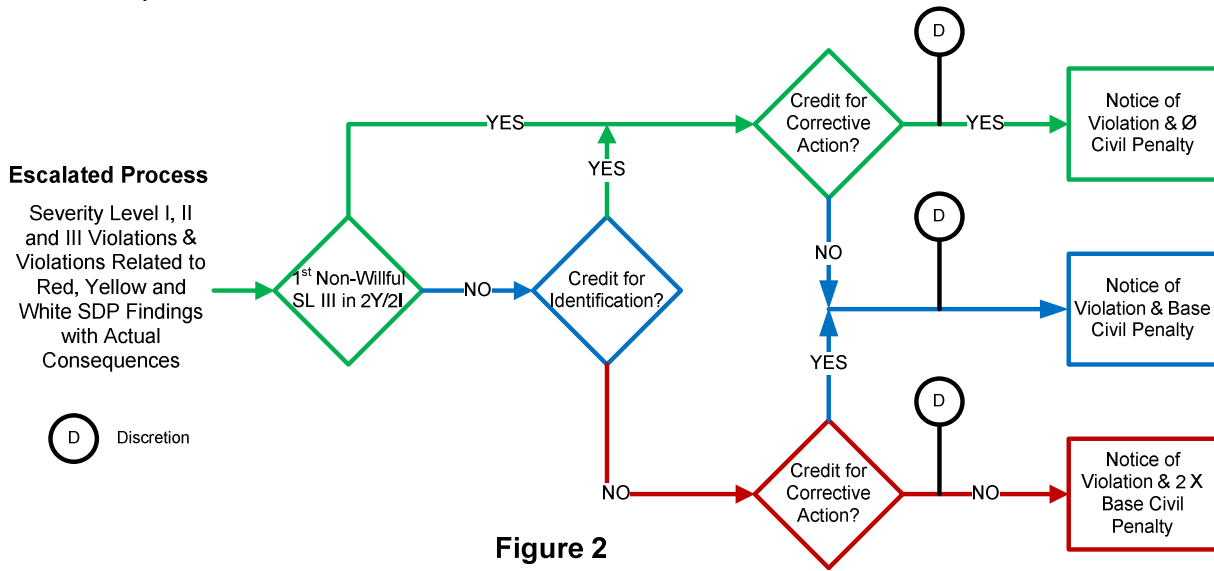 Escalated Process
Severity Level I, II
and III Violations &
Violations Related to
Red, Yellow and
White SDP Findings
with Actual
Consequences
D Discretion
1st Non-Willful
SL III in 2Y/2I
YES
NO
Credit for
Identification?
YES
NO
Credit for
Corrective
Action?
D
YES
NO
Notice of
Violation & Ø
Civil Penalty
D
Notice of
Violation & Base
Civil Penalty
YES
Credit for
Corrective
Action?
D
NO
Notice of
Violation & 2 X
Base Civil
Penalty
Figure 2